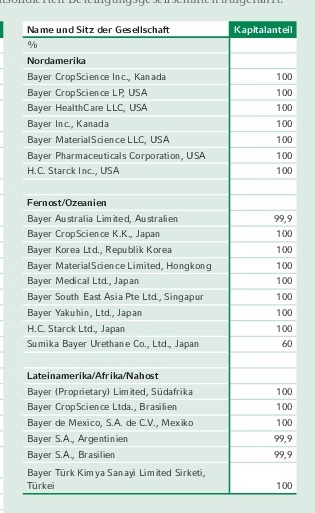 Name und Sitz der Gesellschaft Kapitalanteil
%
Nordamerika
Bayer CropScience Inc., Kanada 100
Bayer CropScience LP, USA 100
Bayer HealthCare LLC, USA 100
Bayer Inc., Kanada 100
Bayer MaterialScience LLC, USA 100
Bayer Pharmaceuticals Corporation, USA 100
H.C. Starck Inc., USA 100
Fernost/Ozeanien
Bayer Australia Limited, Australien 99,9
Bayer CropScience K.K., Japan 100
Bayer Korea Ltd., Republik Korea 100
Bayer MaterialScience Limited, Hongkong 100
Bayer Medical Ltd., Japan 100
Bayer South East Asia Pte Ltd., Singapur 100
Bayer Yakuhin, Ltd., Japan 100
H.C. Starck Ltd., Japan 100
Sumika Bayer Urethane Co., Ltd., Japan 60
Lateinamerika/Afrika/Nahost
Bayer (Proprietary) Limited, Südafrika 100
Bayer CropScience Ltda., Brasilien 100
Bayer de Mexico, S.A. de C.V., Mexiko 100
Bayer S.A., Argentinien 99,9
Bayer S.A., Brasilien 99,9
Bayer Türk Kimya Sanayi Limited Sirketi,
Türkei 100